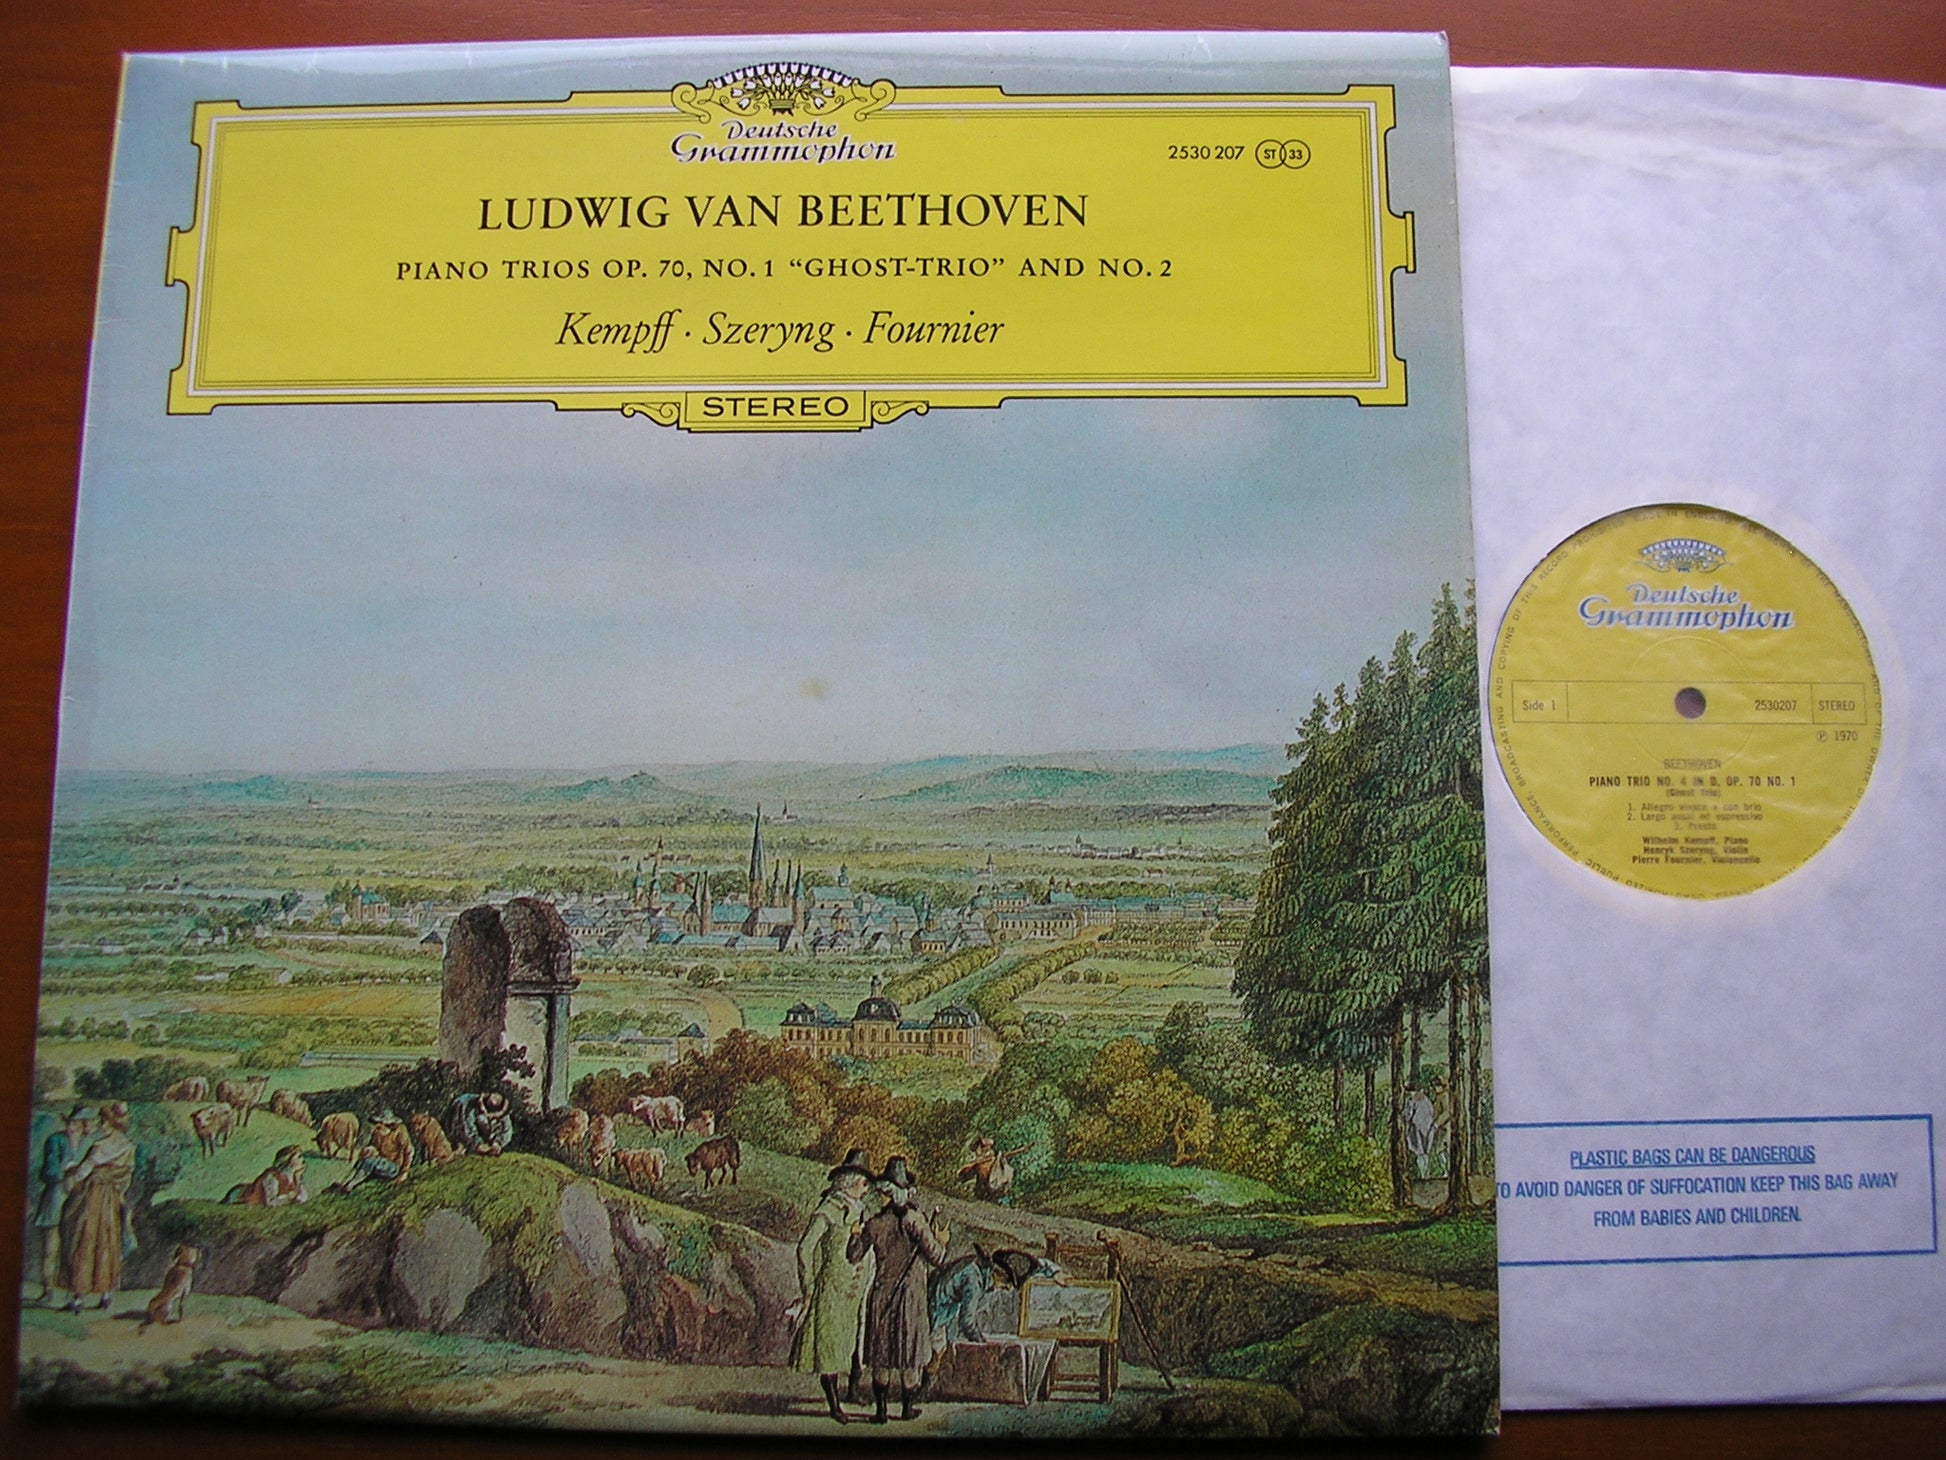 Deutsche
Grammophon
2530 207 ST 33
LUDWIG VAN BEETHOVEN
PIANO TRIOS OP. 70, NO. 1 “GHOST-TRIO” AND NO. 2
Kempff · Szeryng · Fournier
STEREO
MADE IN ENGLAND
Deutsche
Grammophon
Side 1
2530207
STEREO
℗ 1970
BEETHOVEN
PIANO TRIO NO. 4 IN D, OP. 70 NO. 1
(Ghost Trio)
1. Allegro vivace e con brio
2. Largo assai ed espressivo
3. Presto
Wilhelm Kempff, Piano
Henryk Szeryng, Violin
Pierre Fournier, Violoncello
PLASTIC BAGS CAN BE DANGEROUS
TO AVOID DANGER OF SUFFOCATION KEEP THIS BAG AWAY
FROM BABIES AND CHILDREN.